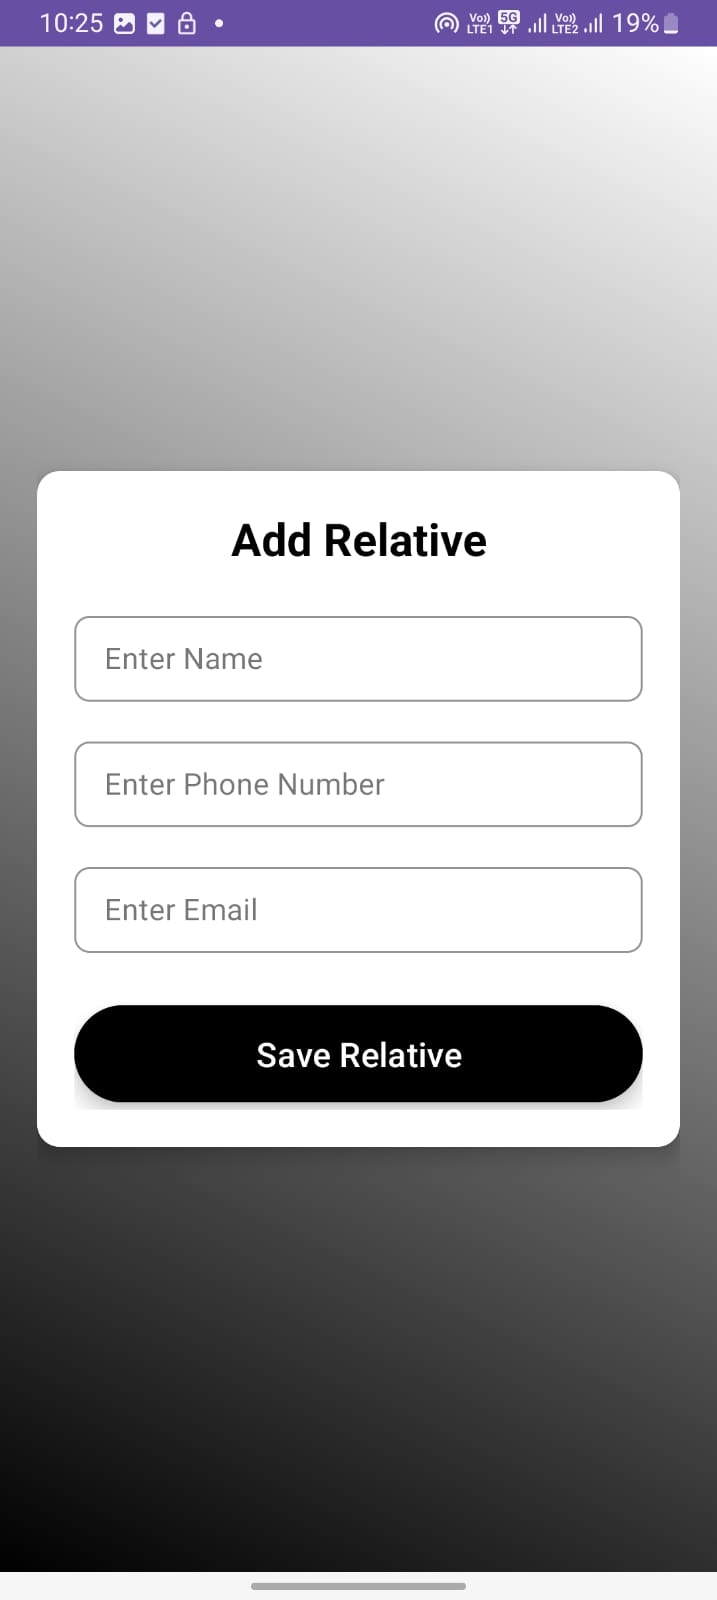 10:25 Vo)) LTE1 5G Vo)) LTE2 19%
Add Relative
Enter Name
Enter Phone Number
Enter Email
Save Relative